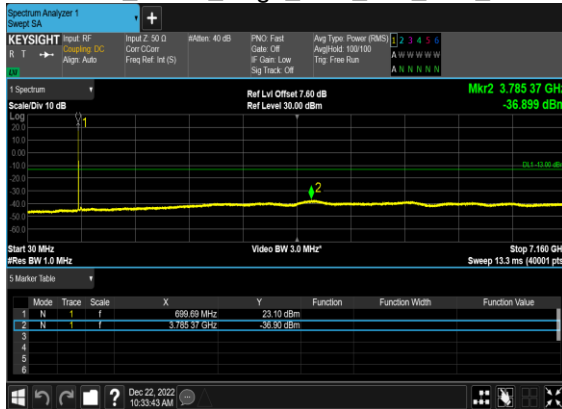 Spectrum Analyzer 1
Swept SA
KEYSIGHT Input: RF Input Z: 50 Ω #Atten: 40 dB PNO: Fast Avg Type: Power (RMS) 1 2 3 4 5 6
R T Coupling: DC Corr CCorr Gate: Off Avg|Hold: 100/100 A W W W W W
Align: Auto Freq Ref: Int (S) IF Gain: Low Trig: Free Run
LXI Sig Track: Off A N N N N N
1 Spectrum Ref Lvl Offset 7.60 dB Mkr2 3.785 37 GHz
Scale/Div 10 dB Ref Level 30.00 dBm -36.899 dBm
Log
20.0 1
10.0
0.00
-10.0 DL1 -13.00 dBm
-20.0
-30.0 2
-40.0
-50.0
-60.0
Start 30 MHz Video BW 3.0 MHz* Stop 7.160 GHz
#Res BW 1.0 MHz Sweep 13.3 ms (40001 pts)
5 Marker Table
Mode Trace Scale X Y Function Function Width Function Value
1 N 1 f 699.69 MHz 23.10 dBm
2 N 1 f 3.785 37 GHz -36.90 dBm
3
4
5
6
? Dec 22, 2022
10:33:43 AM